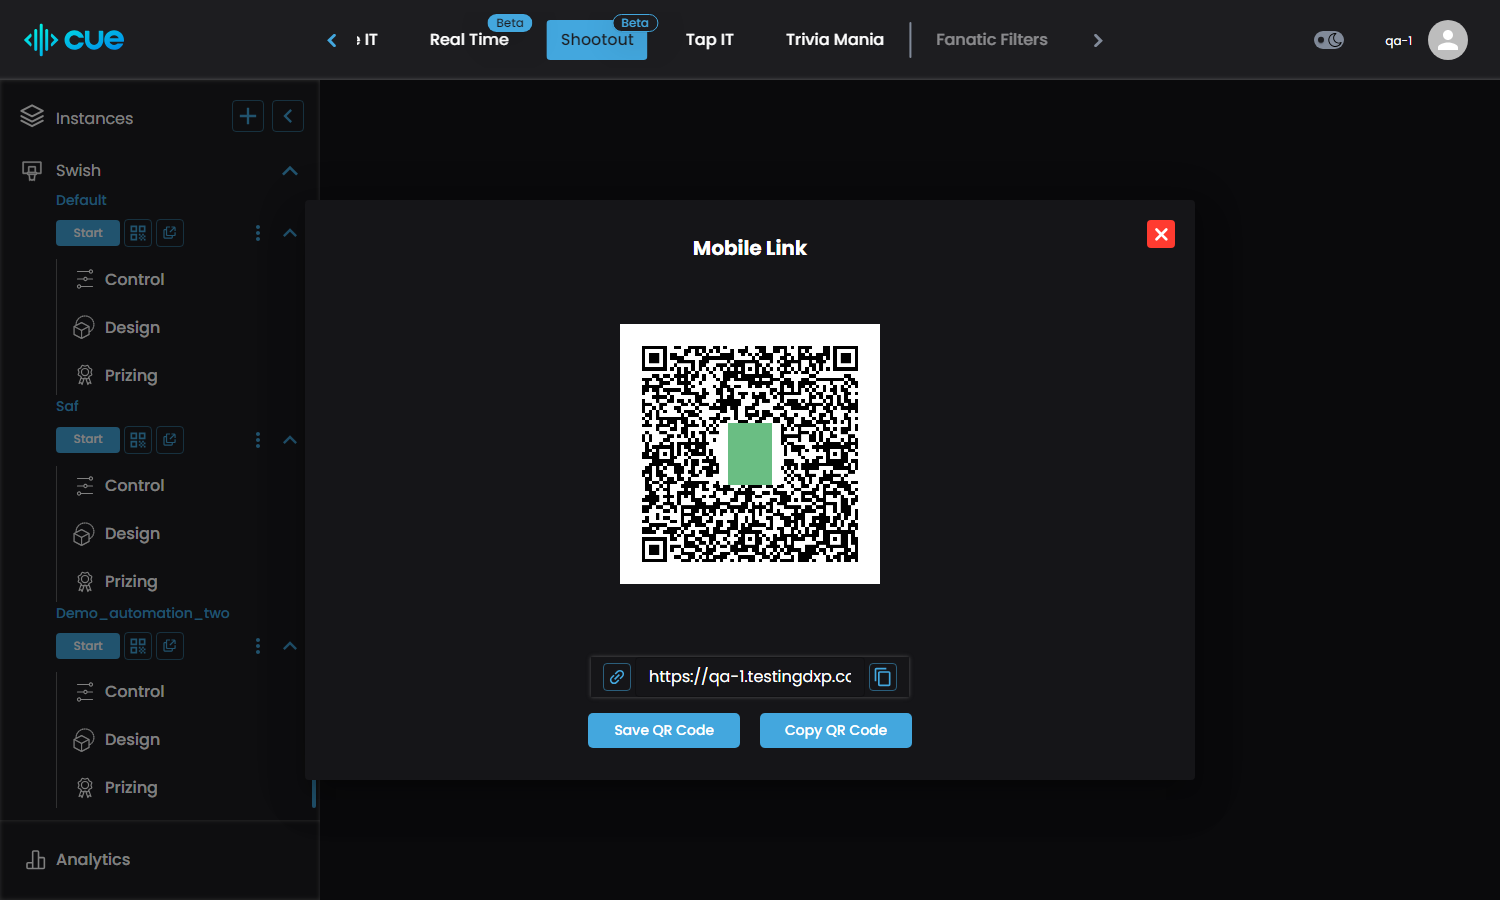 cue
e IT
Real Time
Beta
Shootout
Beta
Tap IT
Trivia Mania
Fanatic Filters
qa-1
Instances
Swish
Default
Start
Control
Design
Prizing
Saf
Start
Control
Design
Prizing
Demo_automation_two
Start
Control
Design
Prizing
Analytics
Mobile Link
https://qa-1.testingdxp.cc
Save QR Code
Copy QR Code